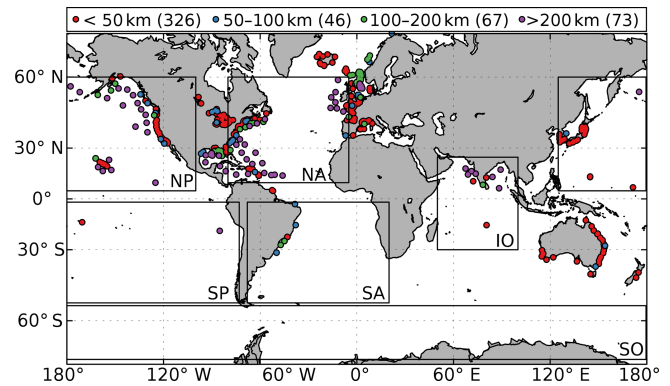 < 50 km (326) 50–100 km (46) 100–200 km (67) >200 km (73)
60° N
30° N
0°
30° S
60° S
NP
NA
IO
SP
SA
SO
180° 120° W 60° W 0° 60° E 120° E 180°